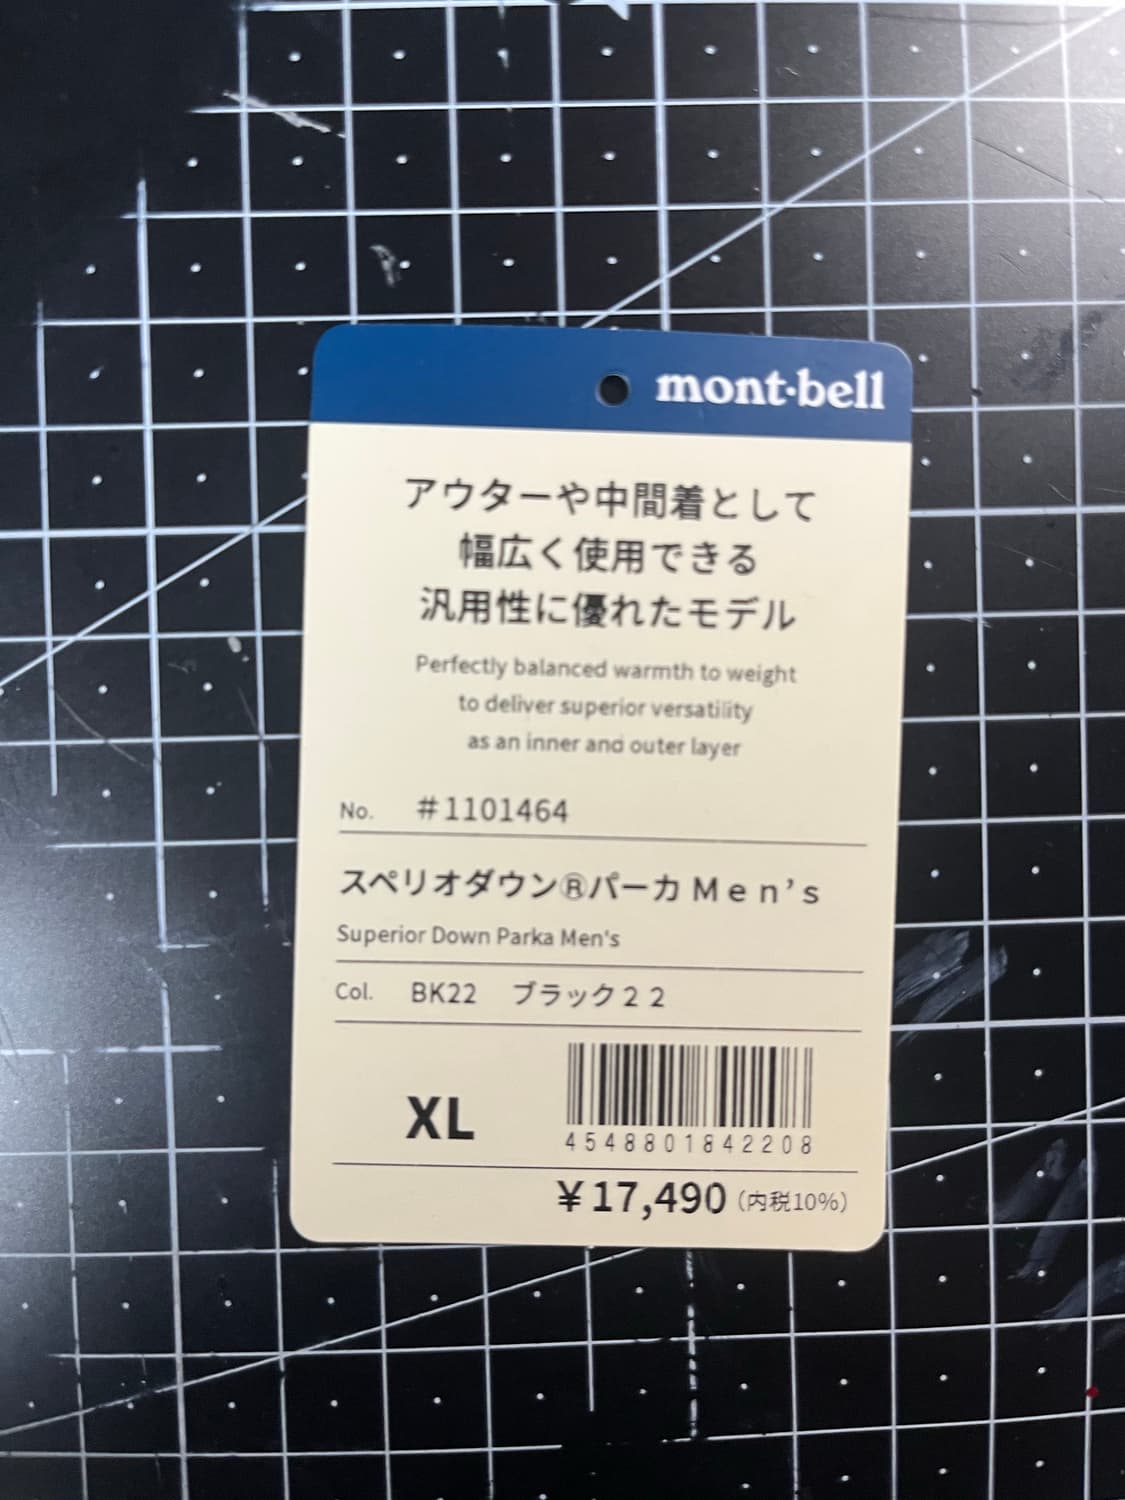 mont·bell
アウターや中間着として
幅広く使用できる
汎用性に優れたモデル
Perfectly balanced warmth to weight
to deliver superior versatility
as an inner and outer layer
No. #1101464
スペリオダウン®パーカ Ｍｅｎ’ｓ
Superior Down Parka Men's
Col. BK22 ブラック２２
XL
4548801842208
¥17,490(内税10%)